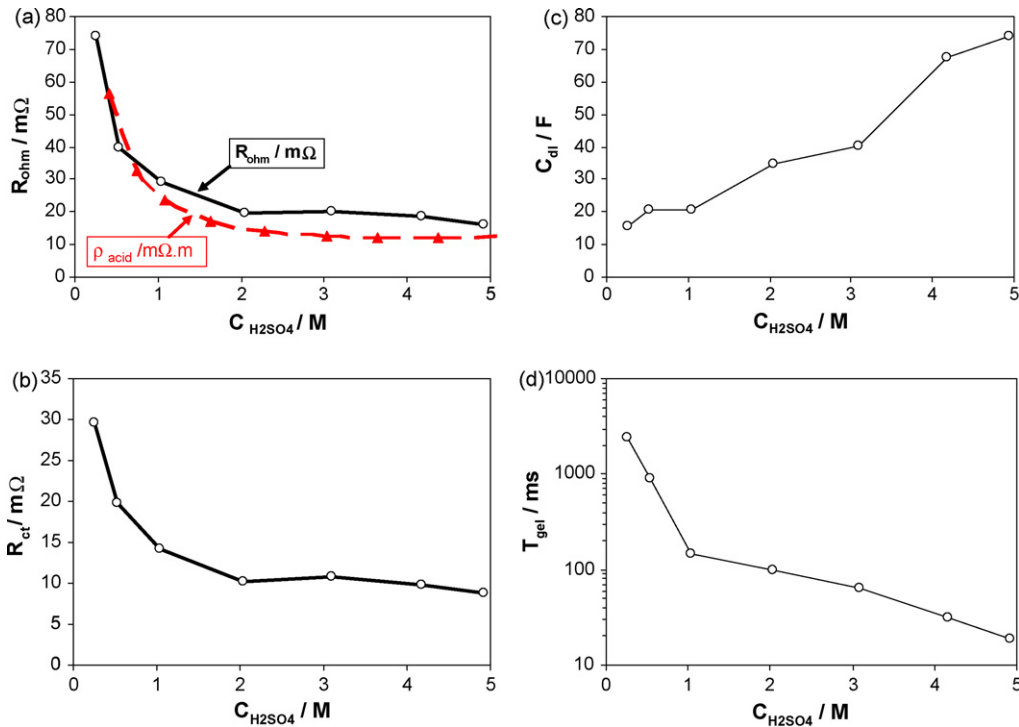 (a)
80
70
60
50
40
30
20
10
0
R_ohm / mΩ
R_ohm / mΩ
ρ_acid /mΩ.m
0 1 2 3 4 5
C_H2SO4 / M
(c)
80
70
60
50
40
30
20
10
0
C_dl / F
0 1 2 3 4 5
C_H2SO4 / M
(b)
35
30
25
20
15
10
5
0
R_ct / mΩ
0 1 2 3 4 5
C_H2SO4 / M
(d)
10000
1000
100
10
T_gel / ms
0 1 2 3 4 5
C_H2SO4 / M